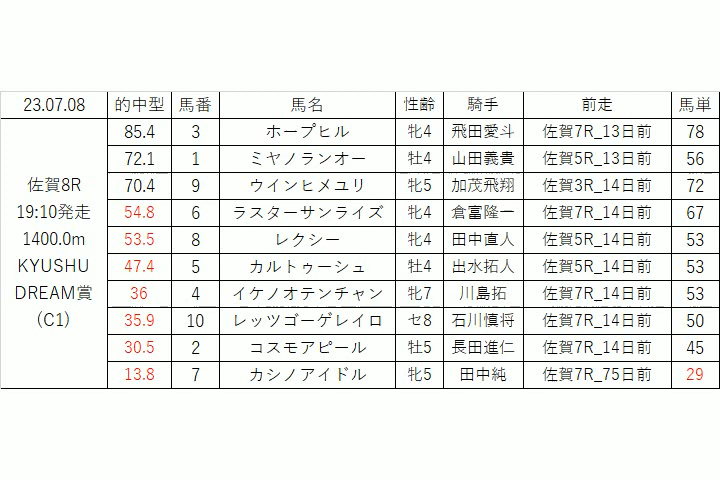 23.07.08 的中型 馬番 馬名 性齢 騎手 前走 馬単
佐賀8R
19:10発走
1400.0m
KYUSHU
DREAM賞
（C1）
85.4 3 ホープヒル 牝4 飛田愛斗 佐賀7R_13日前 78
72.1 1 ミヤノランオー 牡4 山田義貴 佐賀5R_13日前 56
70.4 9 ウインヒメユリ 牝5 加茂飛翔 佐賀3R_14日前 72
54.8 6 ラスターサンライズ 牝4 倉富隆一 佐賀7R_14日前 67
53.5 8 レクシー 牝4 田中直人 佐賀5R_14日前 53
47.4 5 カルトゥーシュ 牡4 出水拓人 佐賀5R_14日前 53
36 4 イケノオテンチャン 牝7 川島拓 佐賀7R_14日前 53
35.9 10 レッツゴーゲレイロ セ8 石川慎将 佐賀7R_14日前 50
30.5 2 コスモアピール 牡5 長田進仁 佐賀7R_14日前 45
13.8 7 カシノアイドル 牝5 田中純 佐賀7R_75日前 29